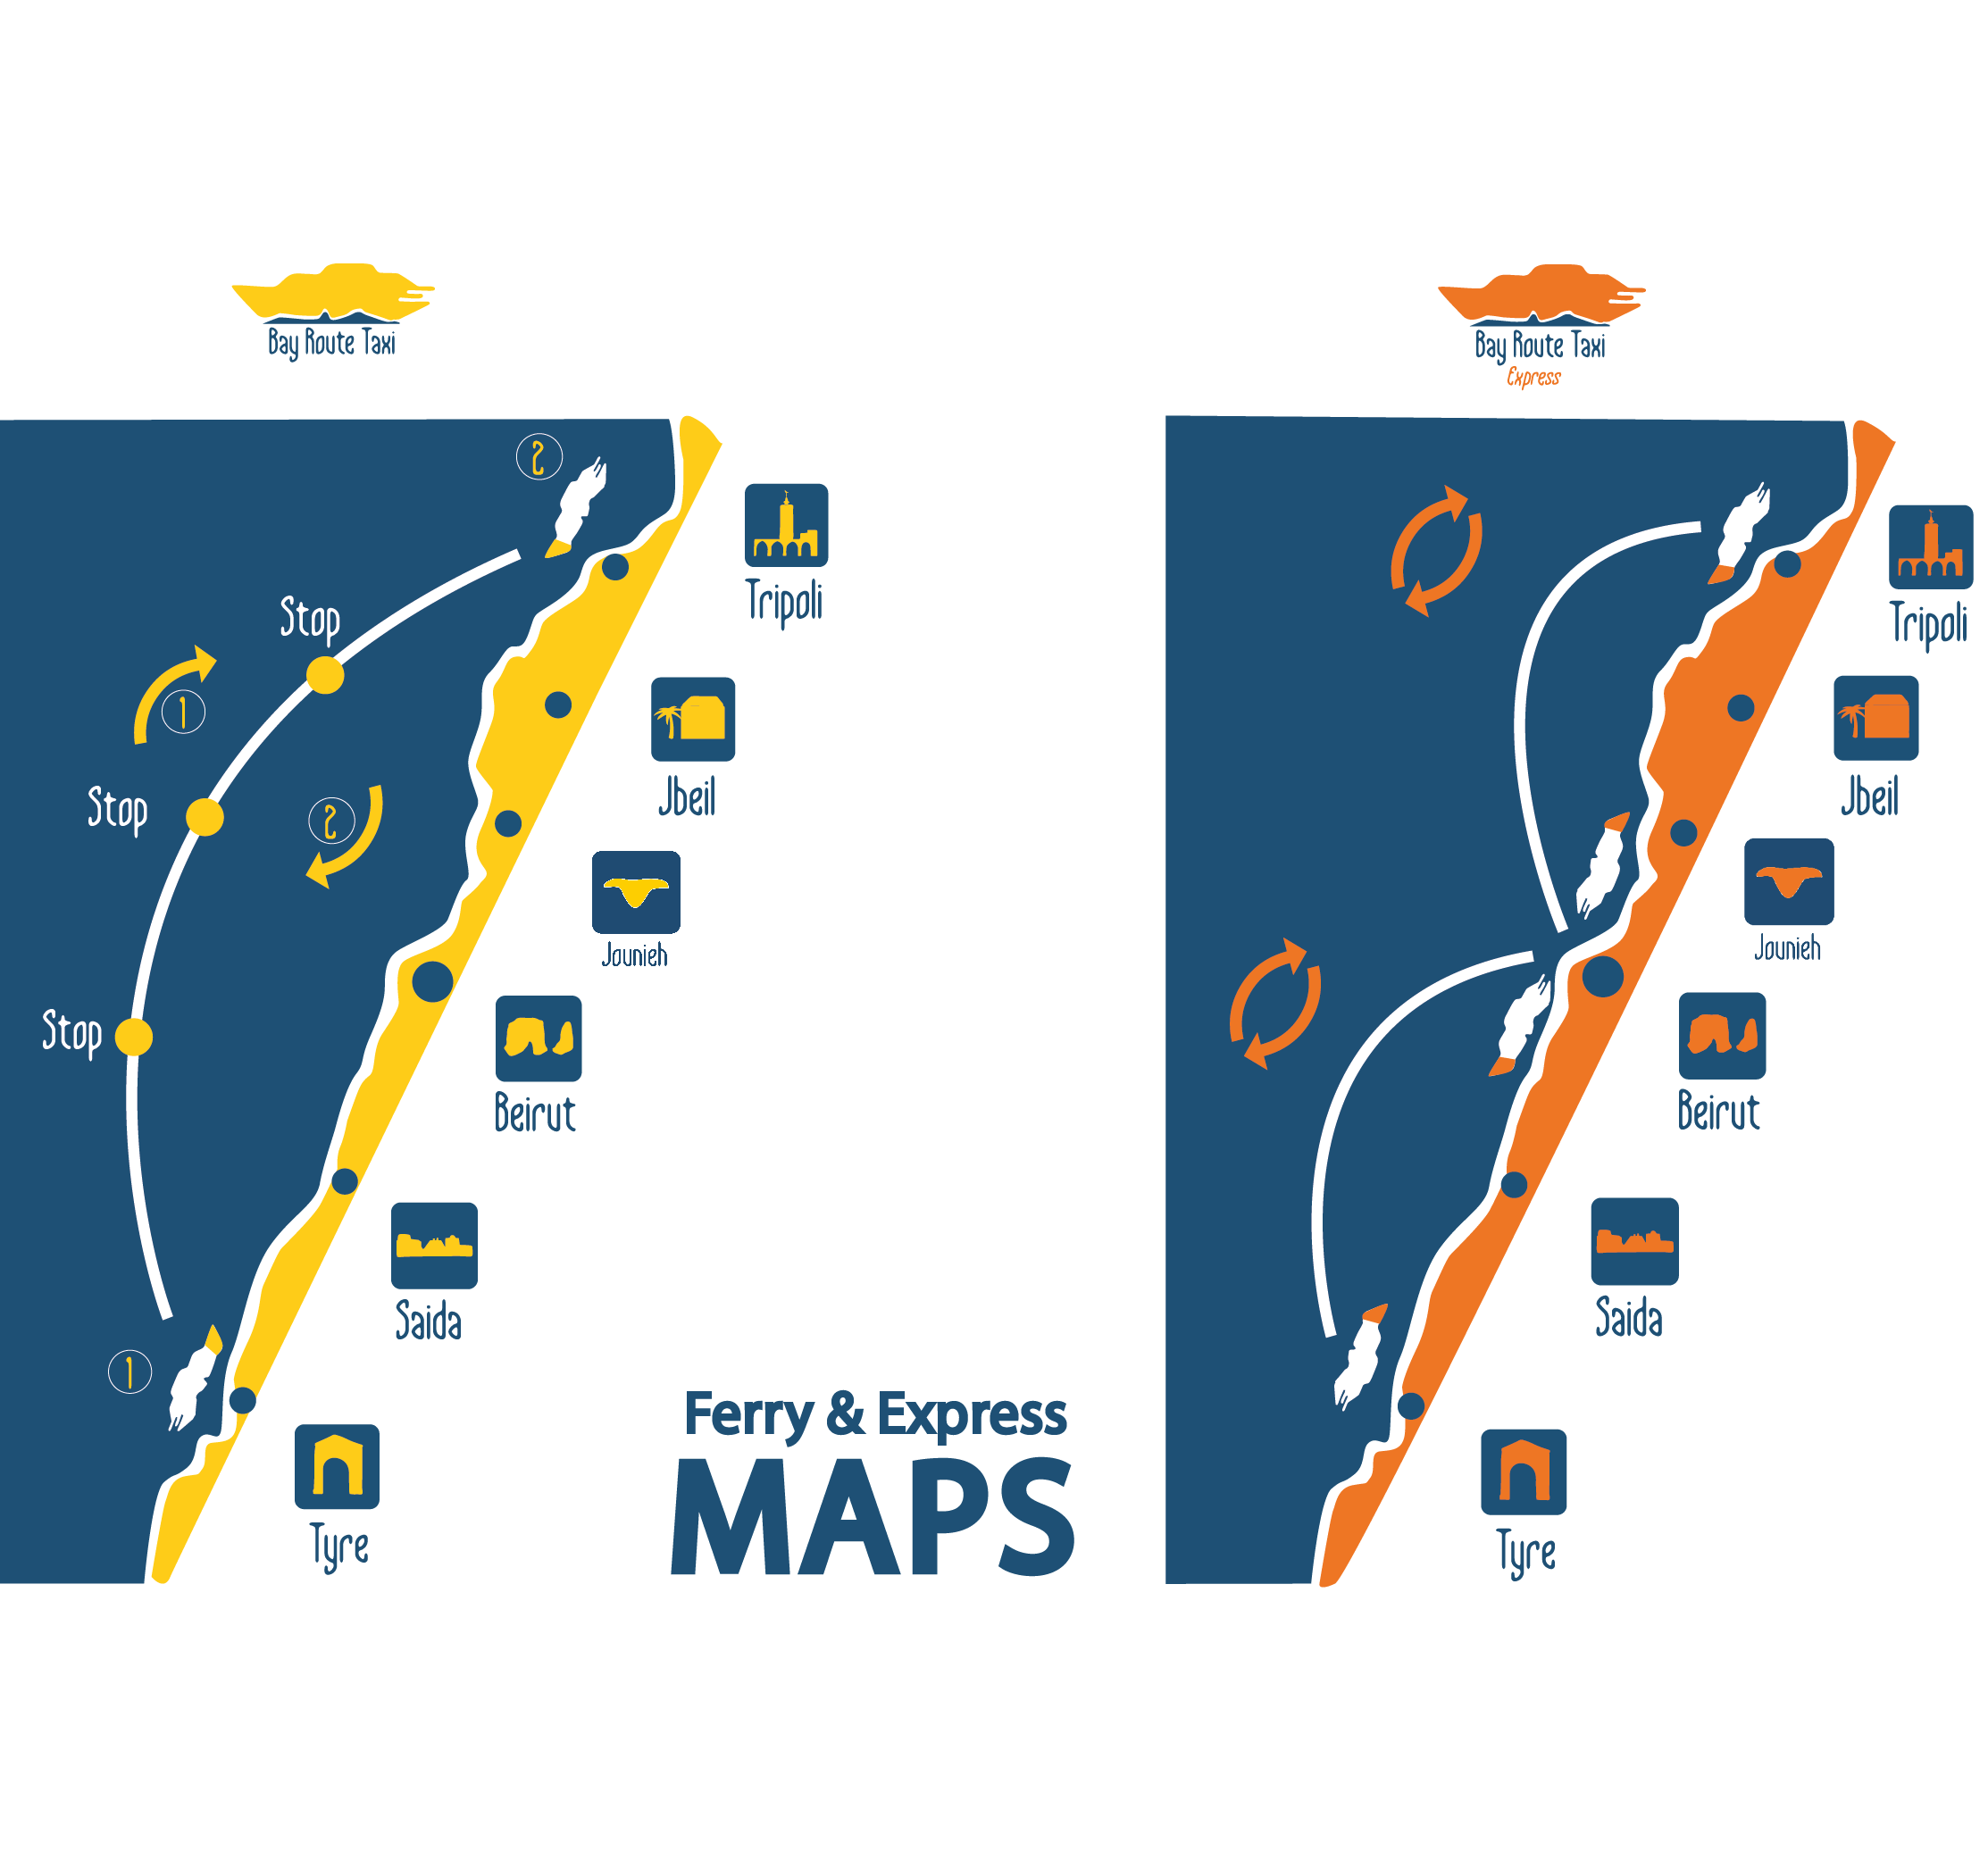 Bay Route Taxi
2
Tripoli
Stop
1
Jbeil
Stop
2
Jounieh
Stop
Beirut
Saida
1
Tyre
Ferry & Express
MAPS
Bay Route Taxi
Express
Tripoli
Jbeil
Jounieh
Beirut
Saida
Tyre